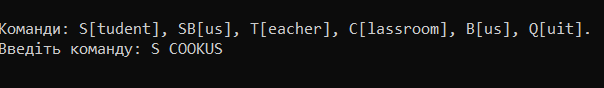 Команди: S[tudent], SB[us], T[eacher], C[lassroom], B[us], Q[uit].
Введіть команду: S COOKUS